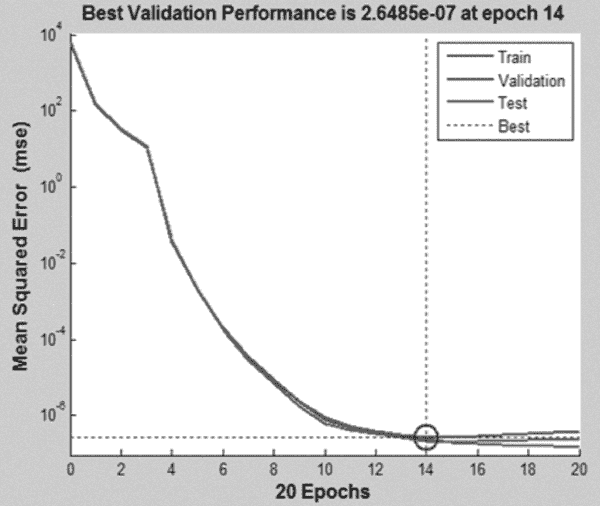 Best Validation Performance is 2.6485e-07 at epoch 14
Mean Squared Error (mse)
10^4
10^2
10^0
10^-2
10^-4
10^-6
Train
Validation
Test
Best
0 2 4 6 8 10 12 14 16 18 20
20 Epochs